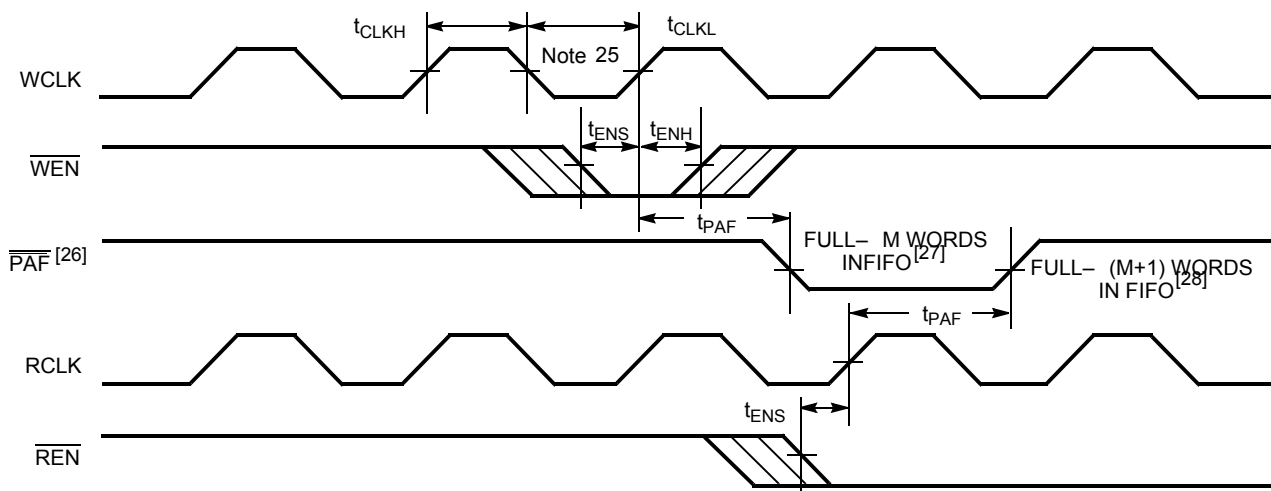 tCLKH
tCLKL
Note 25
WCLK
tENS
tENH
WEN
tPAF
PAF [26]
FULL– M WORDS
INFIFO[27]
FULL– (M+1) WORDS
IN FIFO[28]
tPAF
RCLK
tENS
REN